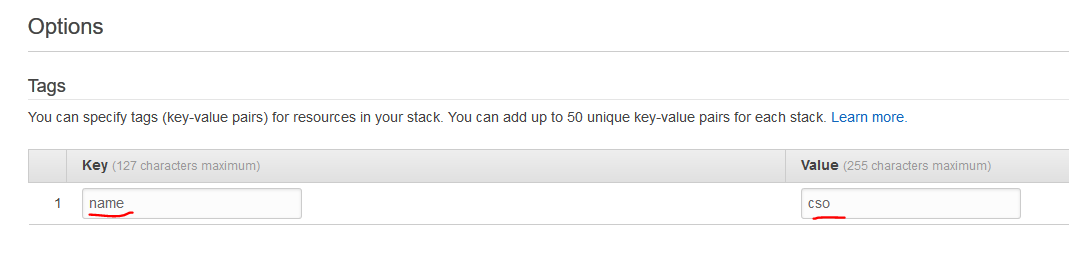 Options
Tags
You can specify tags (key-value pairs) for resources in your stack. You can add up to 50 unique key-value pairs for each stack. Learn more.
Key (127 characters maximum) Value (255 characters maximum)
1 name cso